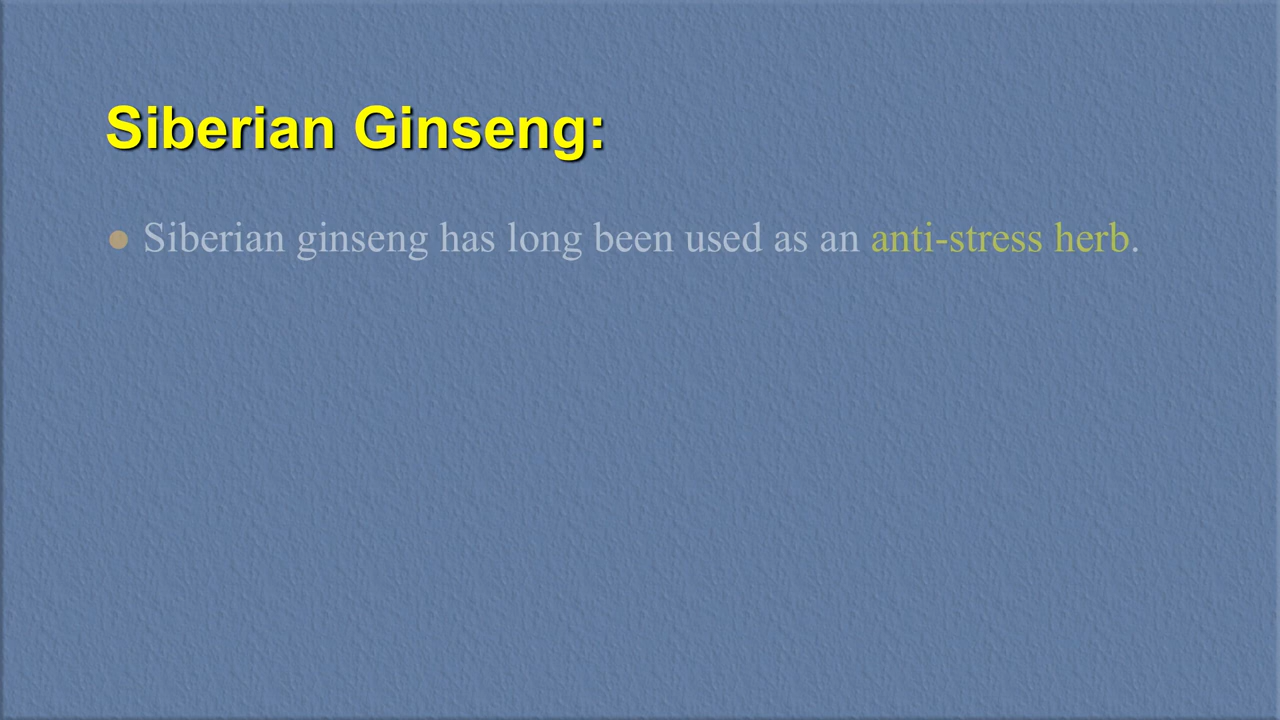 Siberian Ginseng:
● Siberian ginseng has long been used as an anti-stress herb.